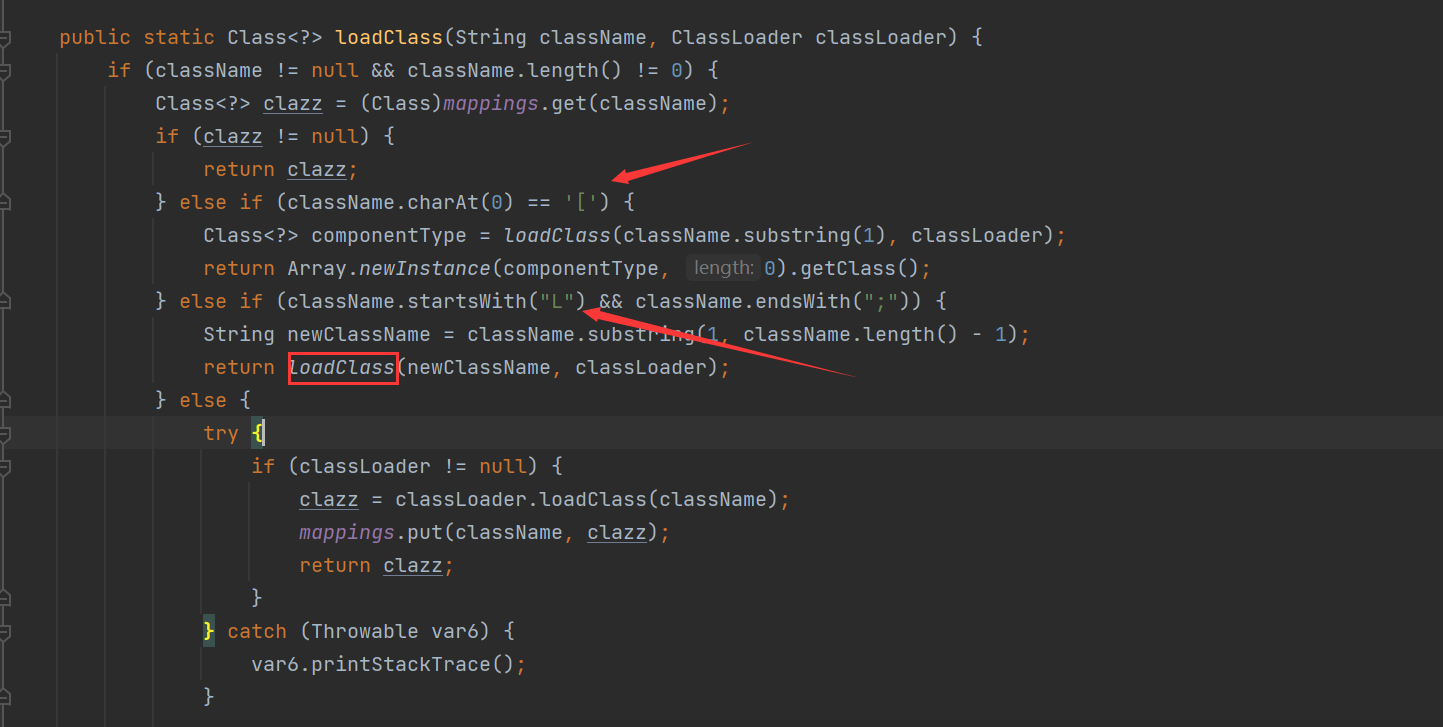 public static Class<?> loadClass(String className, ClassLoader classLoader) {
if (className != null && className.length() != 0) {
Class<?> clazz = (Class)mappings.get(className);
if (clazz != null) {
return clazz;
} else if (className.charAt(0) == '[') {
Class<?> componentType = loadClass(className.substring(1), classLoader);
return Array.newInstance(componentType, length: 0).getClass();
} else if (className.startsWith("L") && className.endsWith(";")) {
String newClassName = className.substring(1, className.length() - 1);
return loadClass(newClassName, classLoader);
} else {
try {
if (classLoader != null) {
clazz = classLoader.loadClass(className);
mappings.put(className, clazz);
return clazz;
}
} catch (Throwable var6) {
var6.printStackTrace();
}